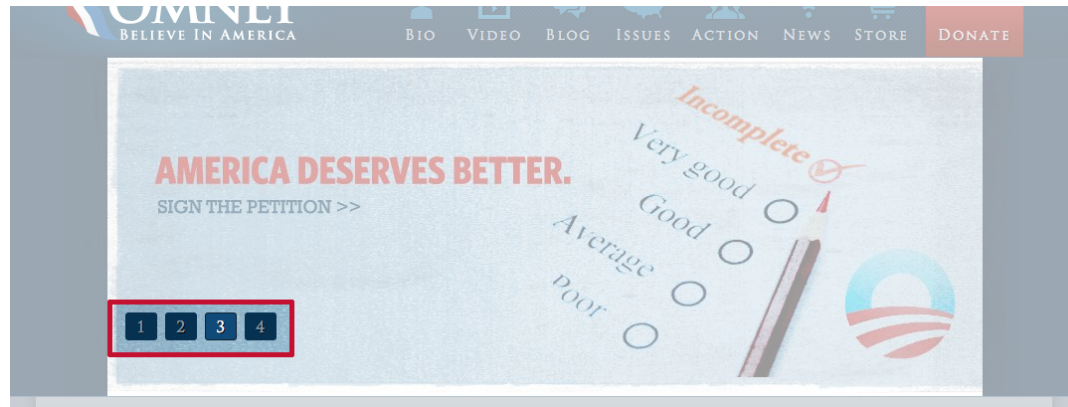 ROMNEY
BELIEVE IN AMERICA
BIO VIDEO BLOG ISSUES ACTION NEWS STORE DONATE
Incomplete
Very good
Good
Average
Poor
AMERICA DESERVES BETTER.
SIGN THE PETITION >>
1 2 3 4